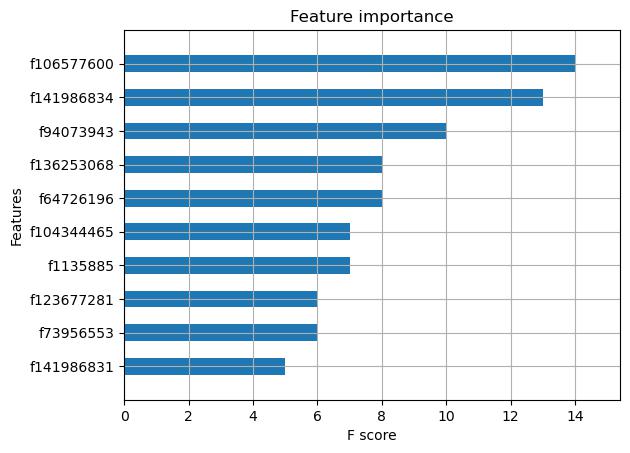 Feature importance
f106577600
f141986834
f94073943
f136253068
f64726196
f104344465
f1135885
f123677281
f73956553
f141986831
Features
0 2 4 6 8 10 12 14
F score